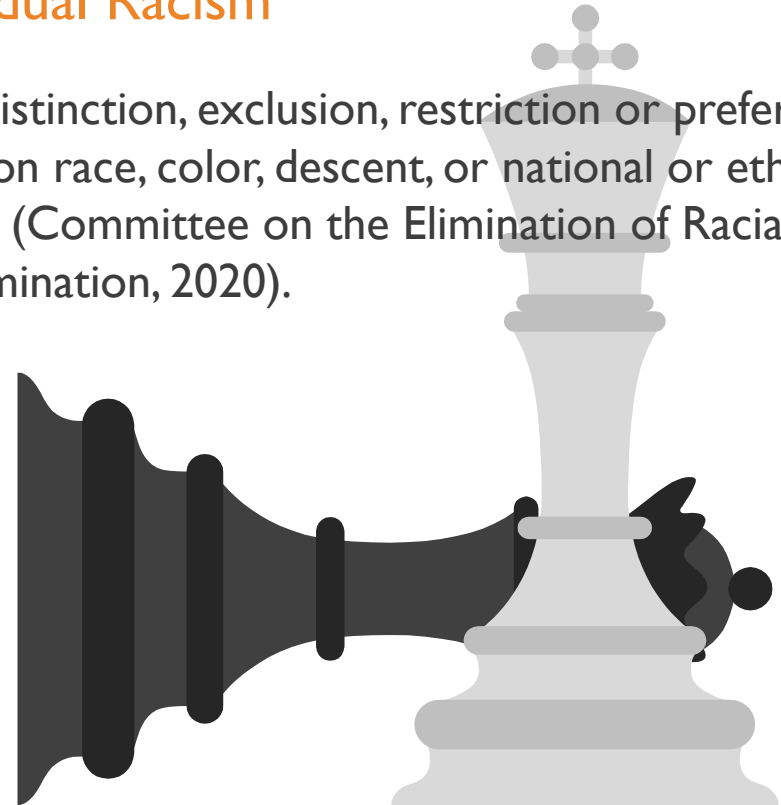 dual Racism
istinction, exclusion, restriction or prefer
on race, color, descent, or national or eth
(Committee on the Elimination of Racia
mination, 2020).